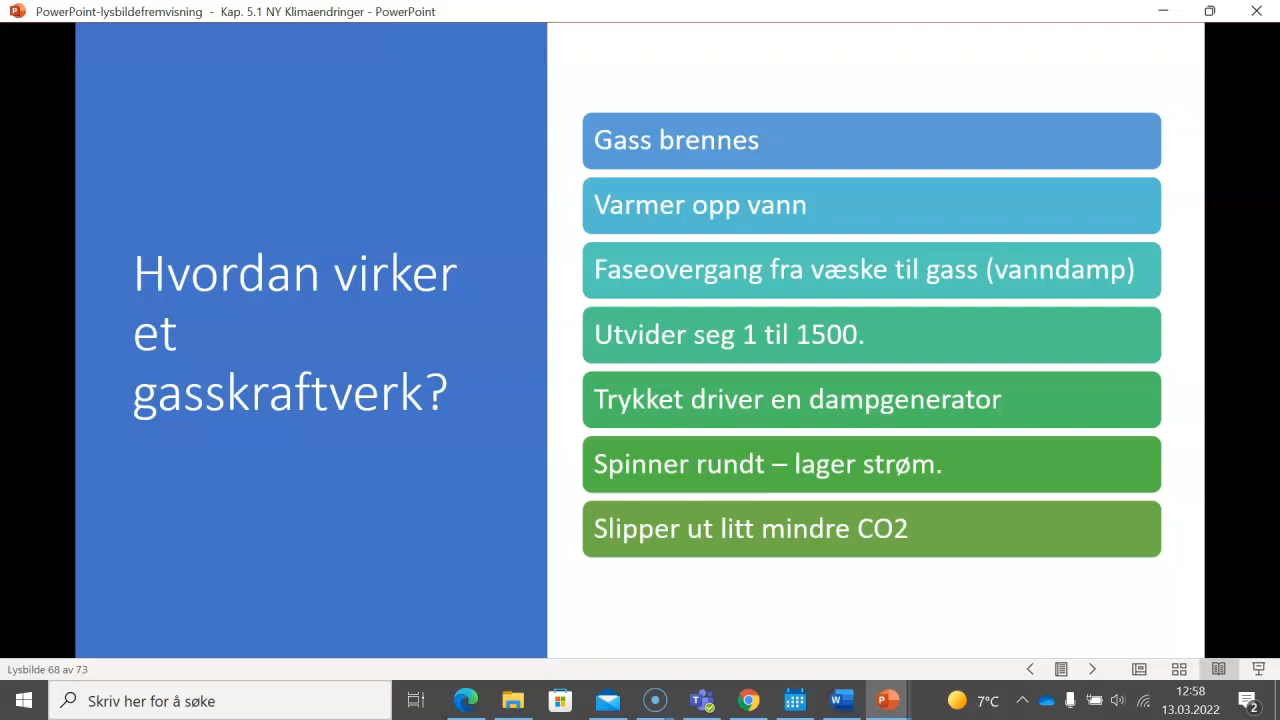 PowerPoint-lysbildefremvisning - Kap. 5.1 NY Klimaendringer - PowerPoint
Hvordan virker
et
gasskraftverk?
Gass brennes
Varmer opp vann
Faseovergang fra væske til gass (vanndamp)
Utvider seg 1 til 1500.
Trykket driver en dampgenerator
Spinner rundt – lager strøm.
Slipper ut litt mindre CO2
Lysbilde 68 av 73
Skriv her for å søke
7°C
12:58
13.03.2022
2